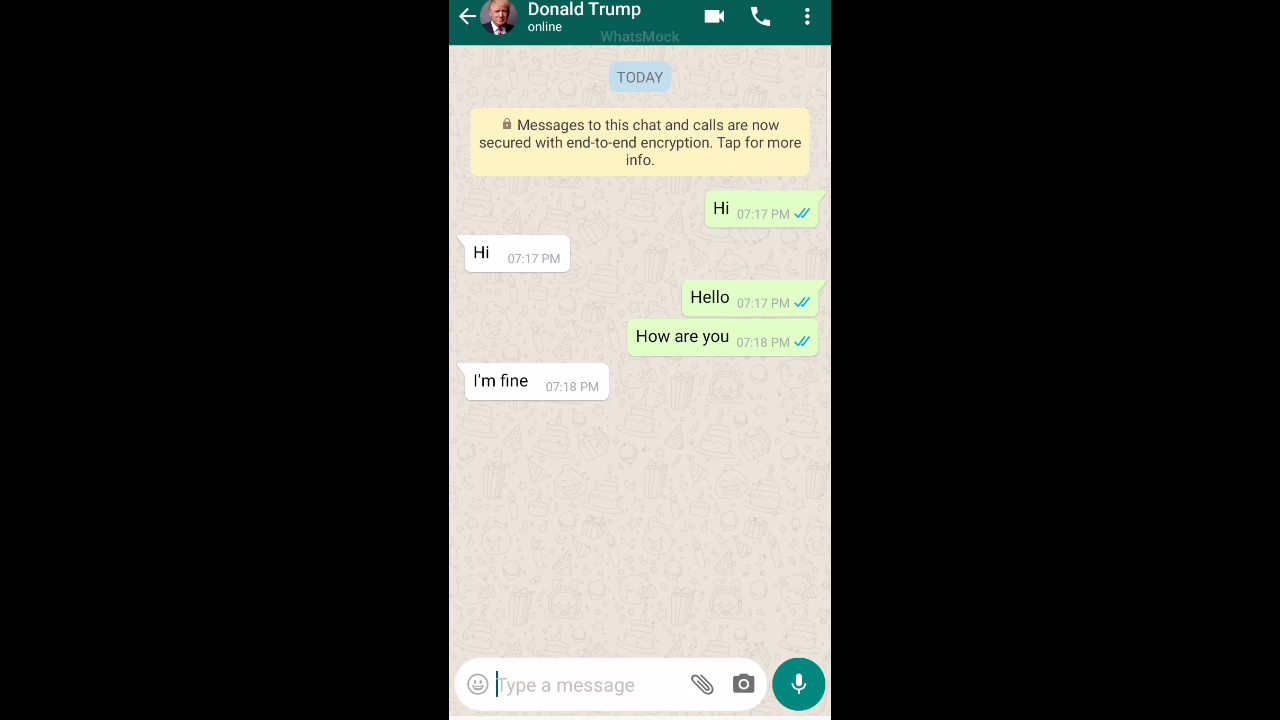 Donald Trump
online
WhatsMock
TODAY
Messages to this chat and calls are now
secured with end-to-end encryption. Tap for more
info.
Hi 07:17 PM
Hi 07:17 PM
Hello 07:17 PM
How are you 07:18 PM
I'm fine 07:18 PM
Type a message